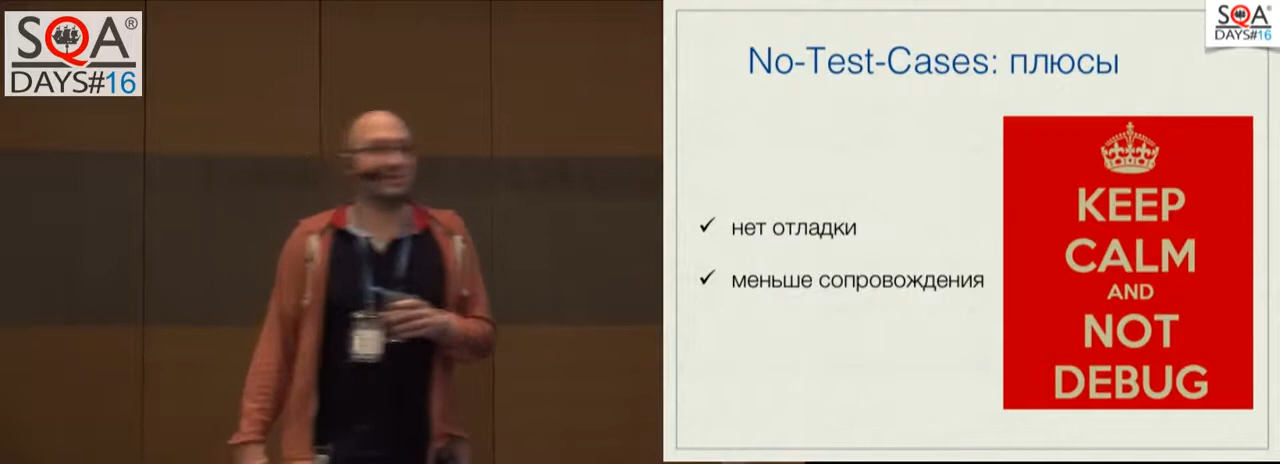 SQA®
DAYS#16
No-Test-Cases: плюсы
SQA®
DAYS#16
нет отладки
меньше сопровождения
KEEP
CALM
AND
NOT
DEBUG